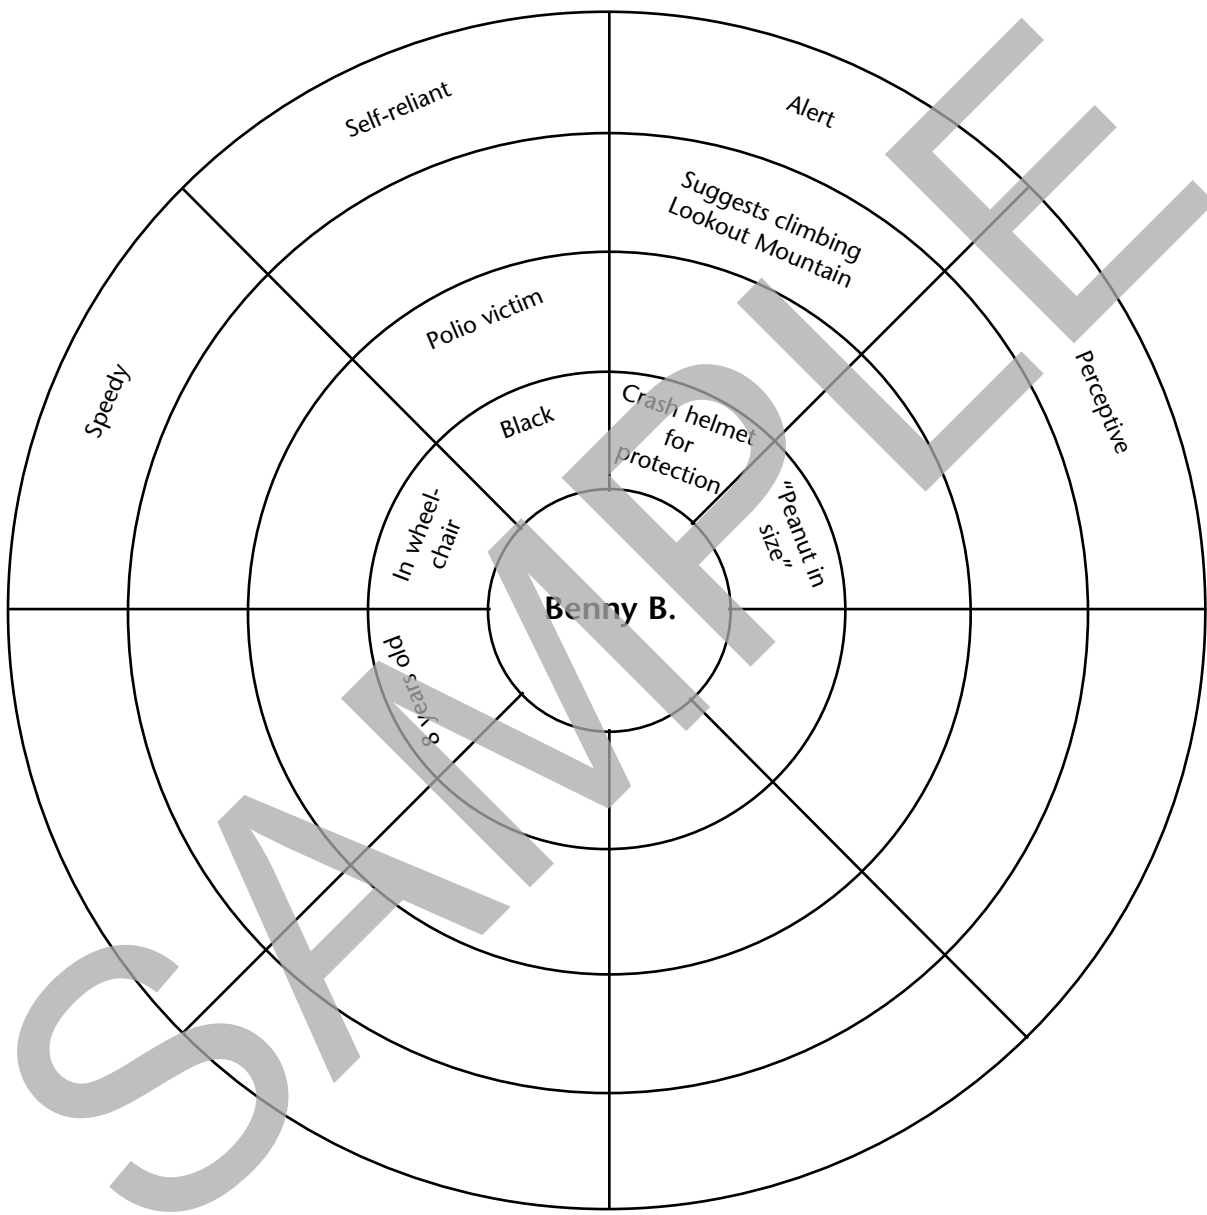 Self-reliant
Alert
Suggests climbing
Lookout Mountain
Speedy
Polio victim
Perceptive
Black
Crash helmet
for
protection
In wheel-
chair
“Peanut in
size”
Benny B.
8 years old
SAMPLE